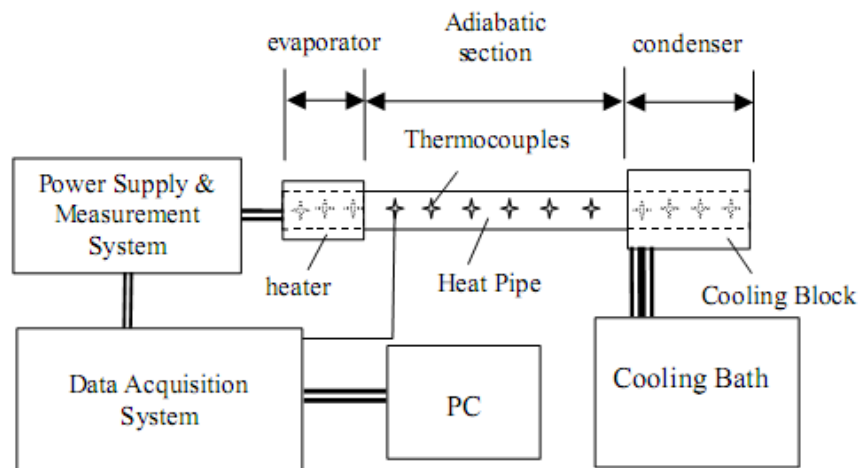 evaporator
Adiabatic
section
condenser
Thermocouples
Power Supply &
Measurement
System
heater
Heat Pipe
Cooling Block
Data Acquisition
System
PC
Cooling Bath